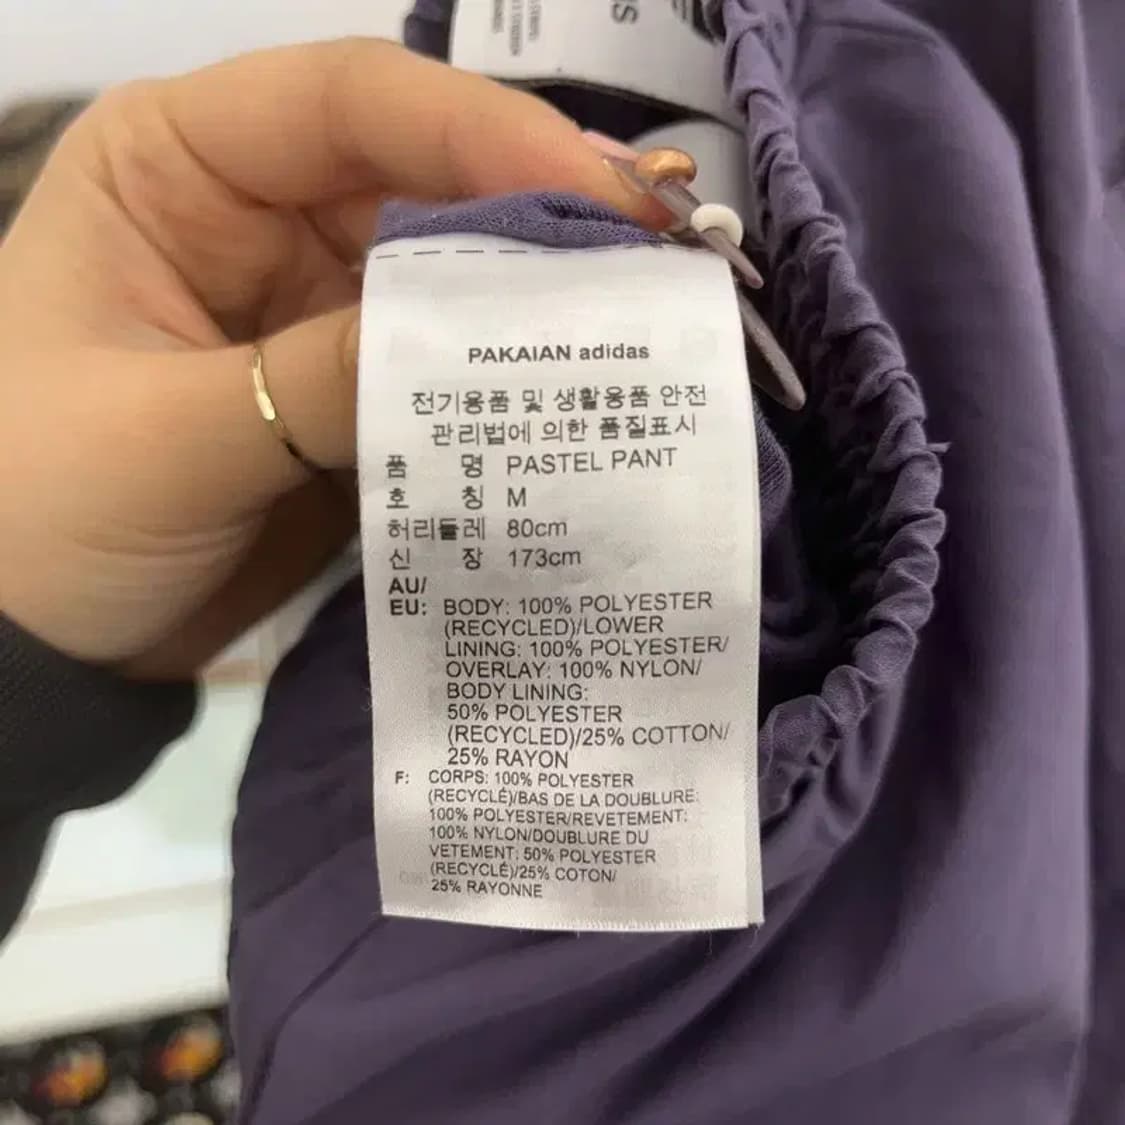 PAKAIAN adidas
전기용품 및 생활용품 안전
관리법에 의한 품질표시
품 명 PASTEL PANT
호 칭 M
허리둘레 80cm
신 장 173cm
AU/
EU: BODY: 100% POLYESTER
(RECYCLED)/LOWER
LINING: 100% POLYESTER/
OVERLAY: 100% NYLON/
BODY LINING:
50% POLYESTER
(RECYCLED)/25% COTTON/
25% RAYON
F: CORPS: 100% POLYESTER
(RECYCLÉ)/BAS DE LA DOUBLURE:
100% POLYESTER/REVETEMENT:
100% NYLON/DOUBLURE DU
VETEMENT: 50% POLYESTER
(RECYCLÉ)/25% COTON/
25% RAYONNE